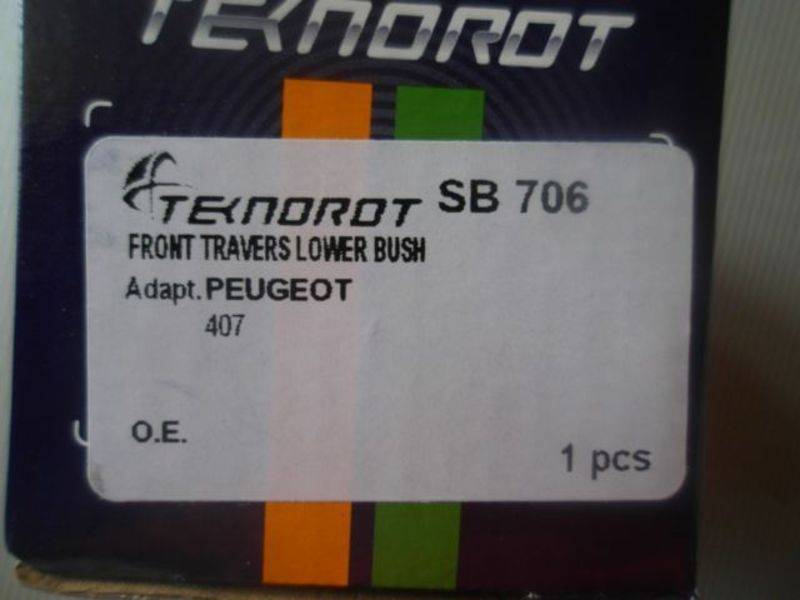 TEKNOROT
TEKNOROT SB 706
FRONT TRAVERS LOWER BUSH
Adapt. PEUGEOT
407
O.E.
1 pcs